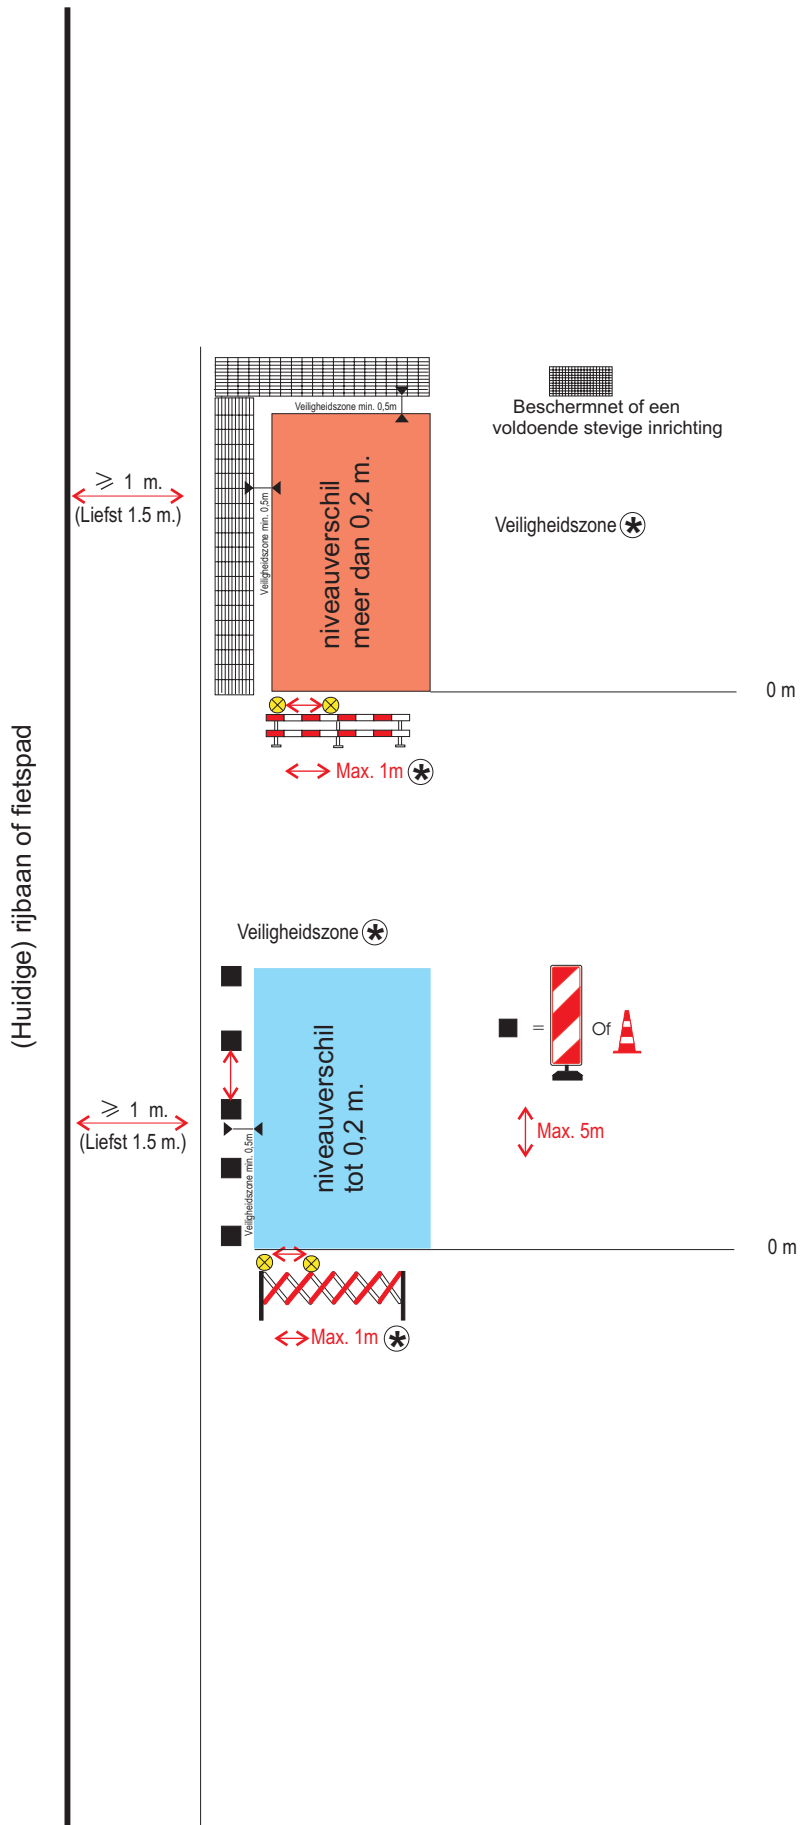 (Huidige) rijbaan of fietspad
Veiligheidszone min. 0,5m
Beschermnet of een
voldoende stevige inrichting
⩾ 1 m.
(Liefst 1.5 m.)
Veiligheidszone min. 0,5m
niveauverschil
meer dan 0,2 m.
Veiligheidszone *
0 m
Max. 1m *
Veiligheidszone *
niveauverschil
tot 0,2 m.
= Of
⩾ 1 m.
(Liefst 1.5 m.)
Veiligheidszone min. 0,5m
Max. 5m
0 m
Max. 1m *